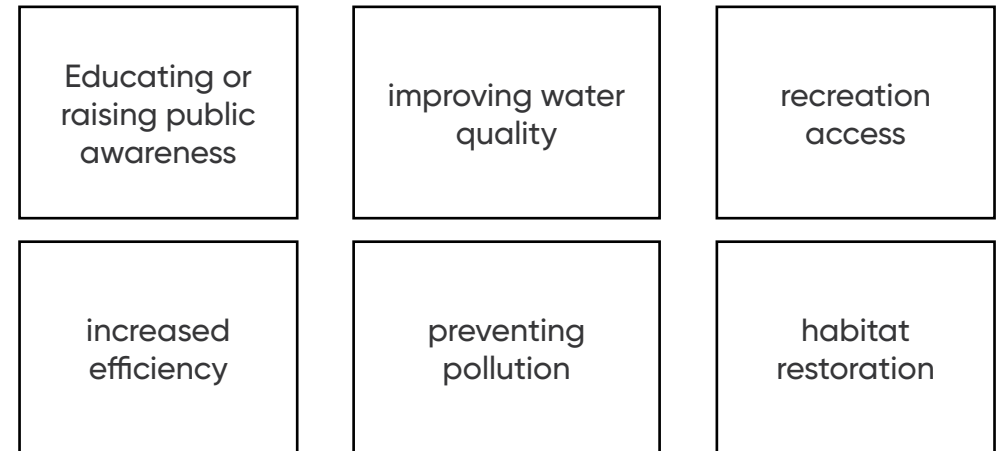 Educating or
raising public
awareness
improving water
quality
recreation
access
increased
efficiency
preventing
pollution
habitat
restoration